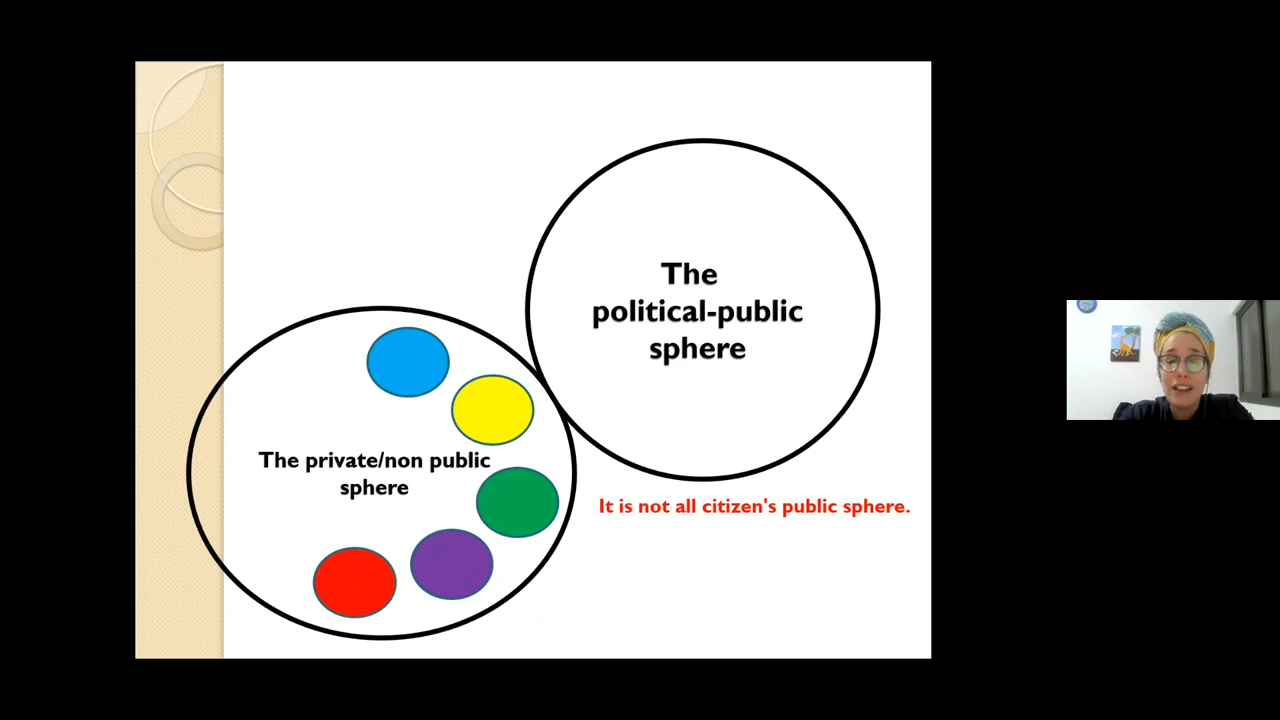 The
political-public
sphere
The private/non public
sphere
It is not all citizen's public sphere.